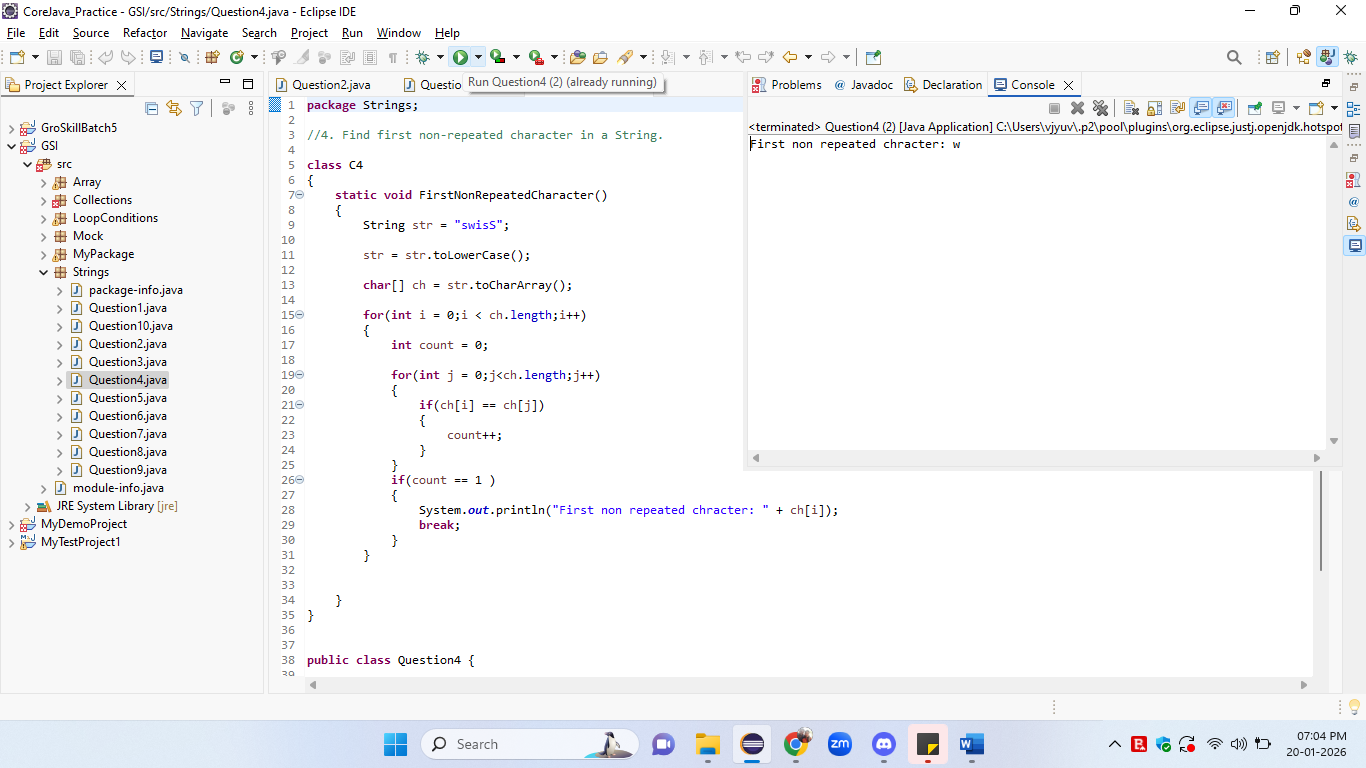 CoreJava_Practice - GSI/src/Strings/Question4.java - Eclipse IDE
File Edit Source Refactor Navigate Search Project Run Window Help
Project Explorer
GroSkillBatch5
GSI
src
Array
Collections
LoopConditions
Mock
MyPackage
Strings
package-info.java
Question1.java
Question10.java
Question2.java
Question3.java
Question4.java
Question5.java
Question6.java
Question7.java
Question8.java
Question9.java
module-info.java
JRE System Library [jre]
MyDemoProject
MyTestProject1
Question2.java Questio
Run Question4 (2) (already running)
1 package Strings;
2
3 //4. Find first non-repeated character in a String.
4
5 class C4
6 {
7 static void FirstNonRepeatedCharacter()
8 {
9 String str = "swisS";
10
11 str = str.toLowerCase();
12
13 char[] ch = str.toCharArray();
14
15 for(int i = 0;i < ch.length;i++)
16 {
17 int count = 0;
18
19 for(int j = 0;j<ch.length;j++)
20 {
21 if(ch[i] == ch[j])
22 {
23 count++;
24 }
25 }
26 if(count == 1 )
27 {
28 System.out.println("First non repeated chracter: " + ch[i]);
29 break;
30 }
31 }
32
33
34 }
35 }
36
37
38 public class Question4 {
39
Problems Javadoc Declaration Console
<terminated> Question4 (2) [Java Application] C:\Users\vjyuv\.p2\pool\plugins\org.eclipse.justj.openjdk.hotspot
First non repeated chracter: w
Search
zm
07:04 PM
20-01-2026